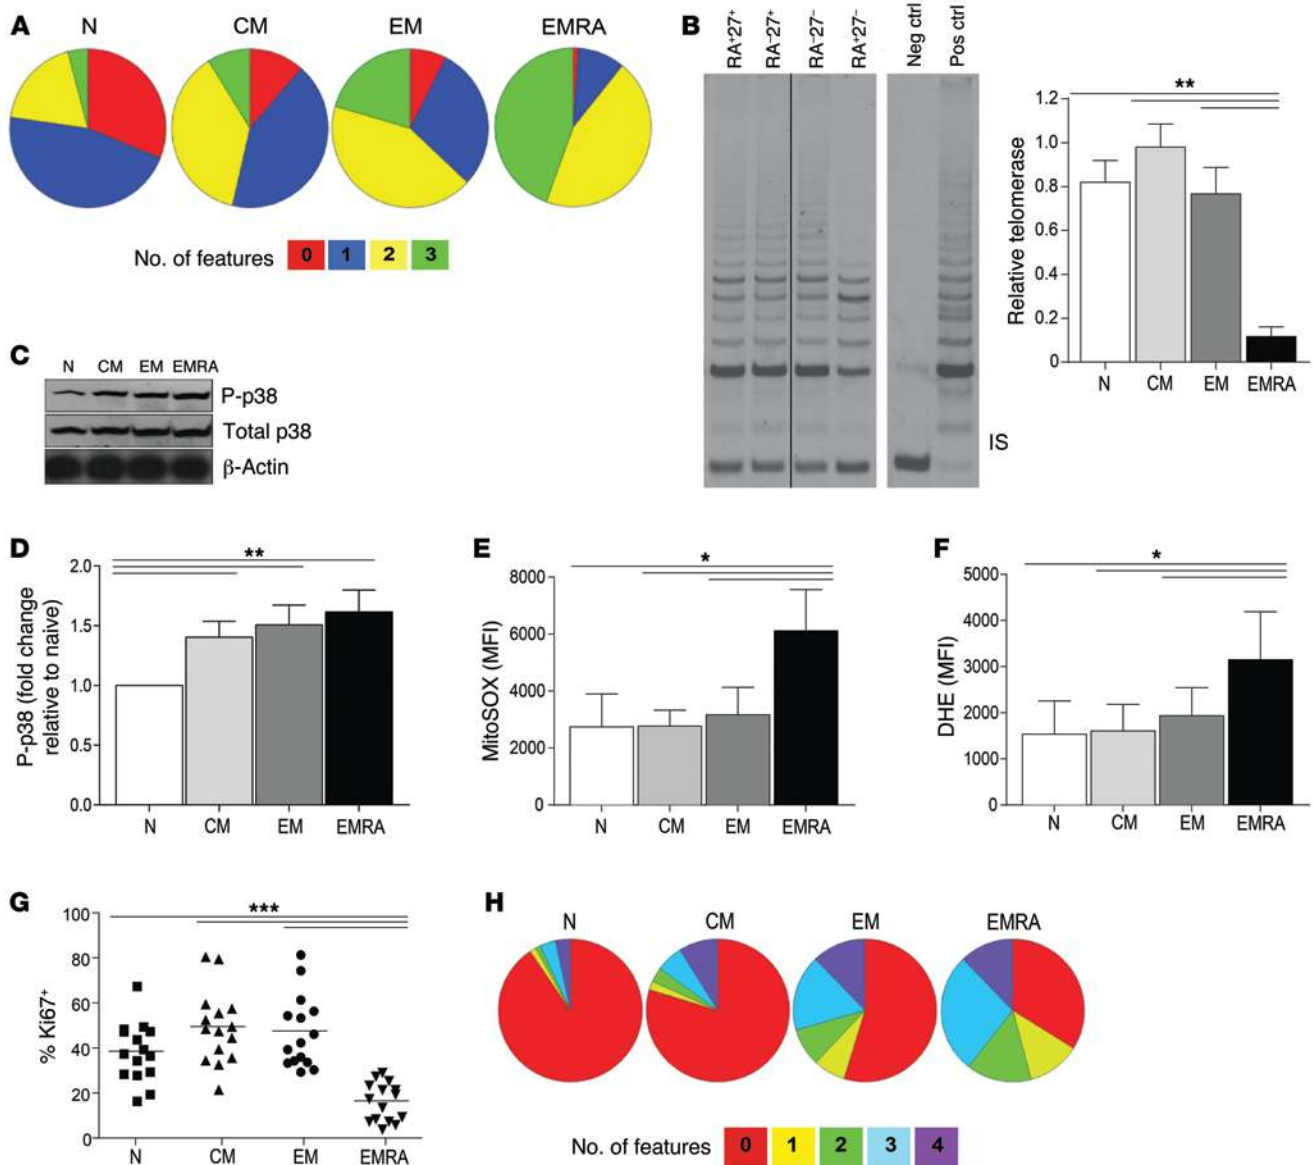 A
N CM EM EMRA
No. of features 0 1 2 3
B
RA⁺27⁺ RA⁻27⁺ RA⁻27⁻ RA⁺27⁻ Neg ctrl Pos ctrl
IS
**
Relative telomerase
1.2
1.0
0.8
0.6
0.4
0.2
0
N CM EM EMRA
C
N CM EM EMRA
P-p38
Total p38
β-Actin
D
**
P-p38 (fold change
relative to naive)
2.0
1.5
1.0
0.5
0.0
N CM EM EMRA
E
*
MitoSOX (MFI)
8000
6000
4000
2000
0
N CM EM EMRA
F
*
DHE (MFI)
5000
4000
3000
2000
1000
0
N CM EM EMRA
G
***
% Ki67⁺
100
80
60
40
20
0
N CM EM EMRA
H
N CM EM EMRA
No. of features 0 1 2 3 4